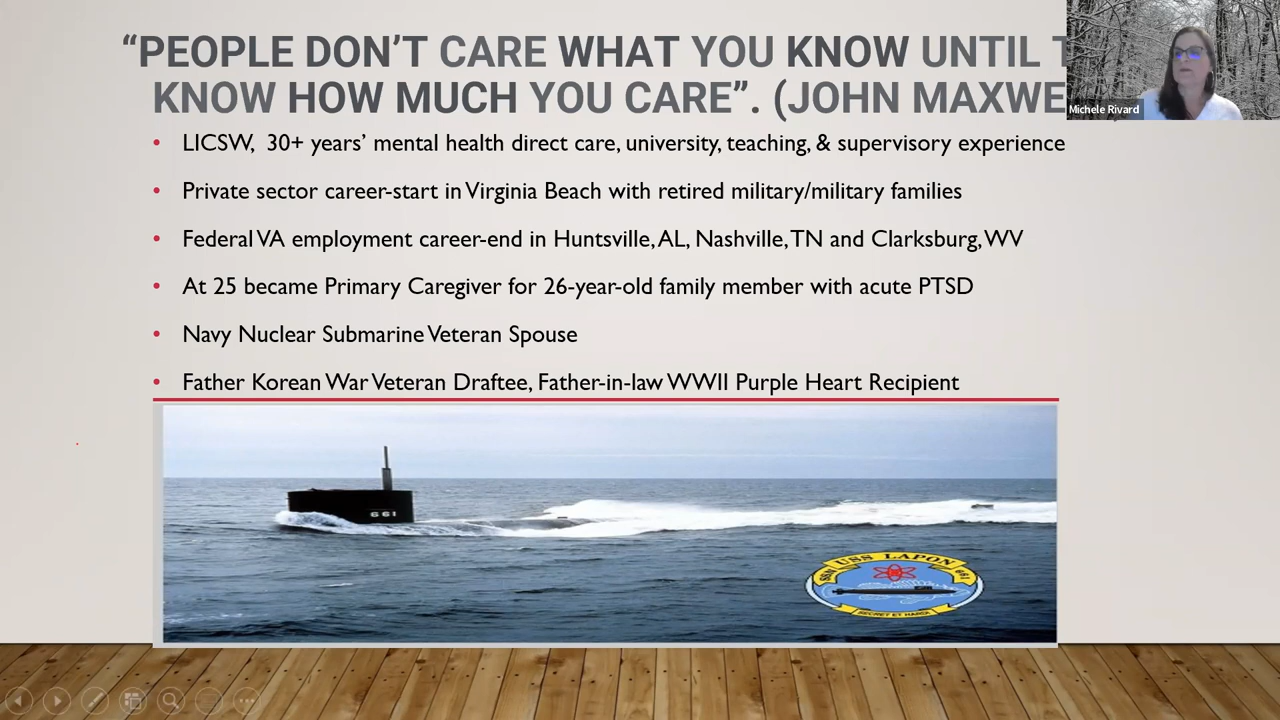 “PEOPLE DON’T CARE WHAT YOU KNOW UNTIL
KNOW HOW MUCH YOU CARE”. (JOHN MAXWE
Michele Rivard
• LICSW, 30+ years’ mental health direct care, university, teaching, & supervisory experience
• Private sector career-start in Virginia Beach with retired military/military families
• Federal VA employment career-end in Huntsville, AL, Nashville, TN and Clarksburg, WV
• At 25 became Primary Caregiver for 26-year-old family member with acute PTSD
• Navy Nuclear Submarine Veteran Spouse
• Father Korean War Veteran Draftee, Father-in-law WWII Purple Heart Recipient
661
SSN USS LAPON 661